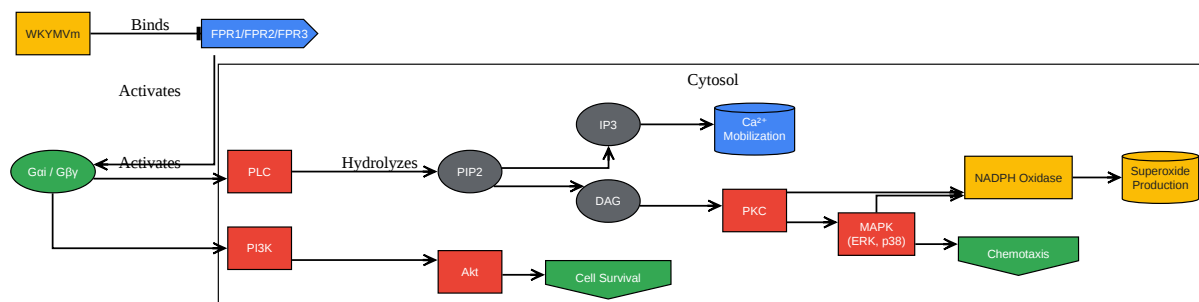 WKYMVm
Binds
FPR1/FPR2/FPR3
Activates
Cytosol
IP3
Ca²⁺
Mobilization
Gαi / Gβγ
Activates
PLC
Hydrolyzes
PIP2
DAG
NADPH Oxidase
Superoxide
Production
PKC
MAPK
(ERK, p38)
PI3K
Akt
Cell Survival
Chemotaxis